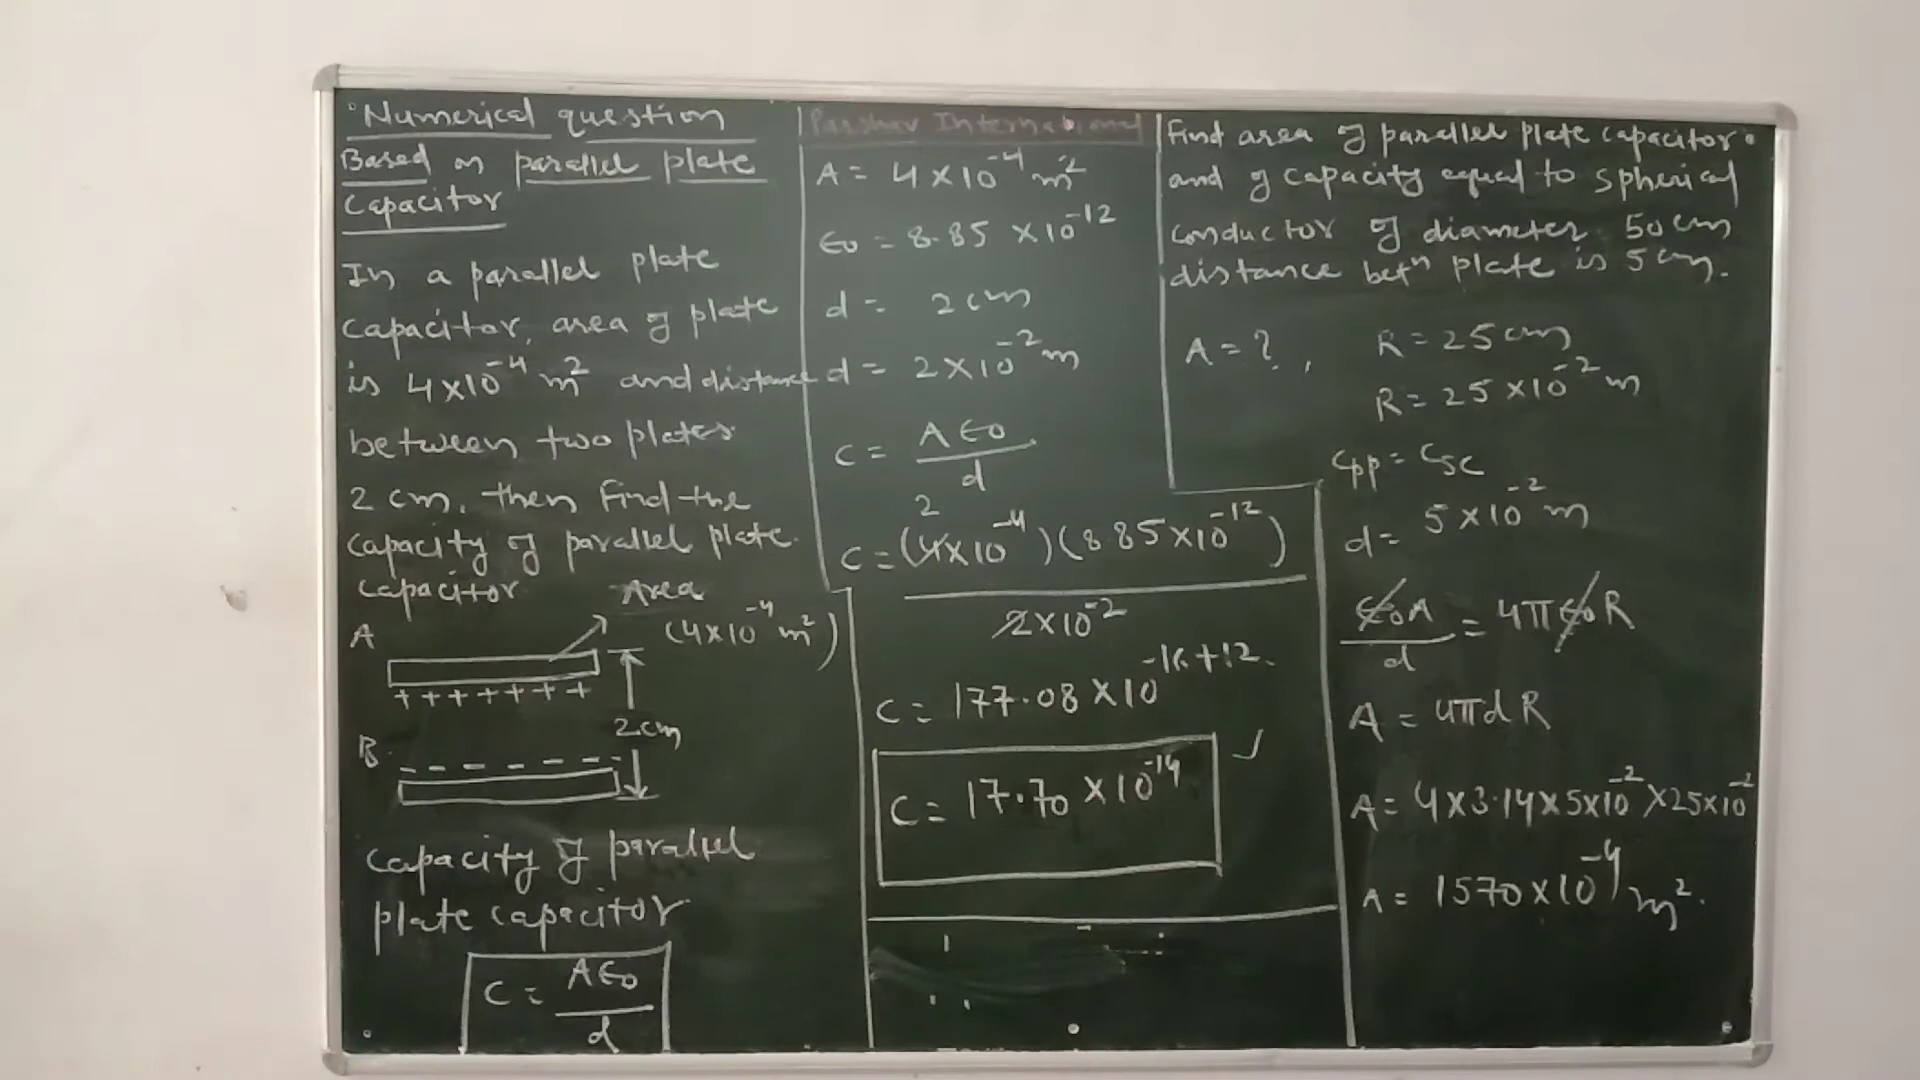 Numerical question
Based on parallel plate
Capacitor
In a parallel plate
capacitor, area of plate
is 4×10⁻⁴ m² and distance
between two plates
2 cm. then find the
capacity of parallel plate.
capacitor
Area
A
(4×10⁻⁴ m²)
+ + + + + + +
2cm
B
- - - - - - -
capacity of parallel
plate capacitor
C = Aϵ₀/d
Parshav International
A = 4×10⁻⁴ m²
ϵ₀ = 8.85 ×10⁻¹²
d = 2 cm
d = 2×10⁻² m
C = Aϵ₀/d
2
C = (4×10⁻⁴)(8.85×10⁻¹²)
2×10⁻²
C = 177.08×10
C = 17.70 ×10⁻¹⁴
Find area of parallel plate capacitor
and of capacity equal to spherical
conductor of diameter 50 cm
distance betⁿ plate is 5 cm.
A = ? , R = 25 cm
R = 25 ×10⁻² m
Cpp = Csc
d = 5×10⁻² m
ϵ₀A/d = 4πϵ₀R
A = 4πdR
A = 4×3.14×5×10⁻²×25×10⁻²
A = 1570×10⁻⁴ m².